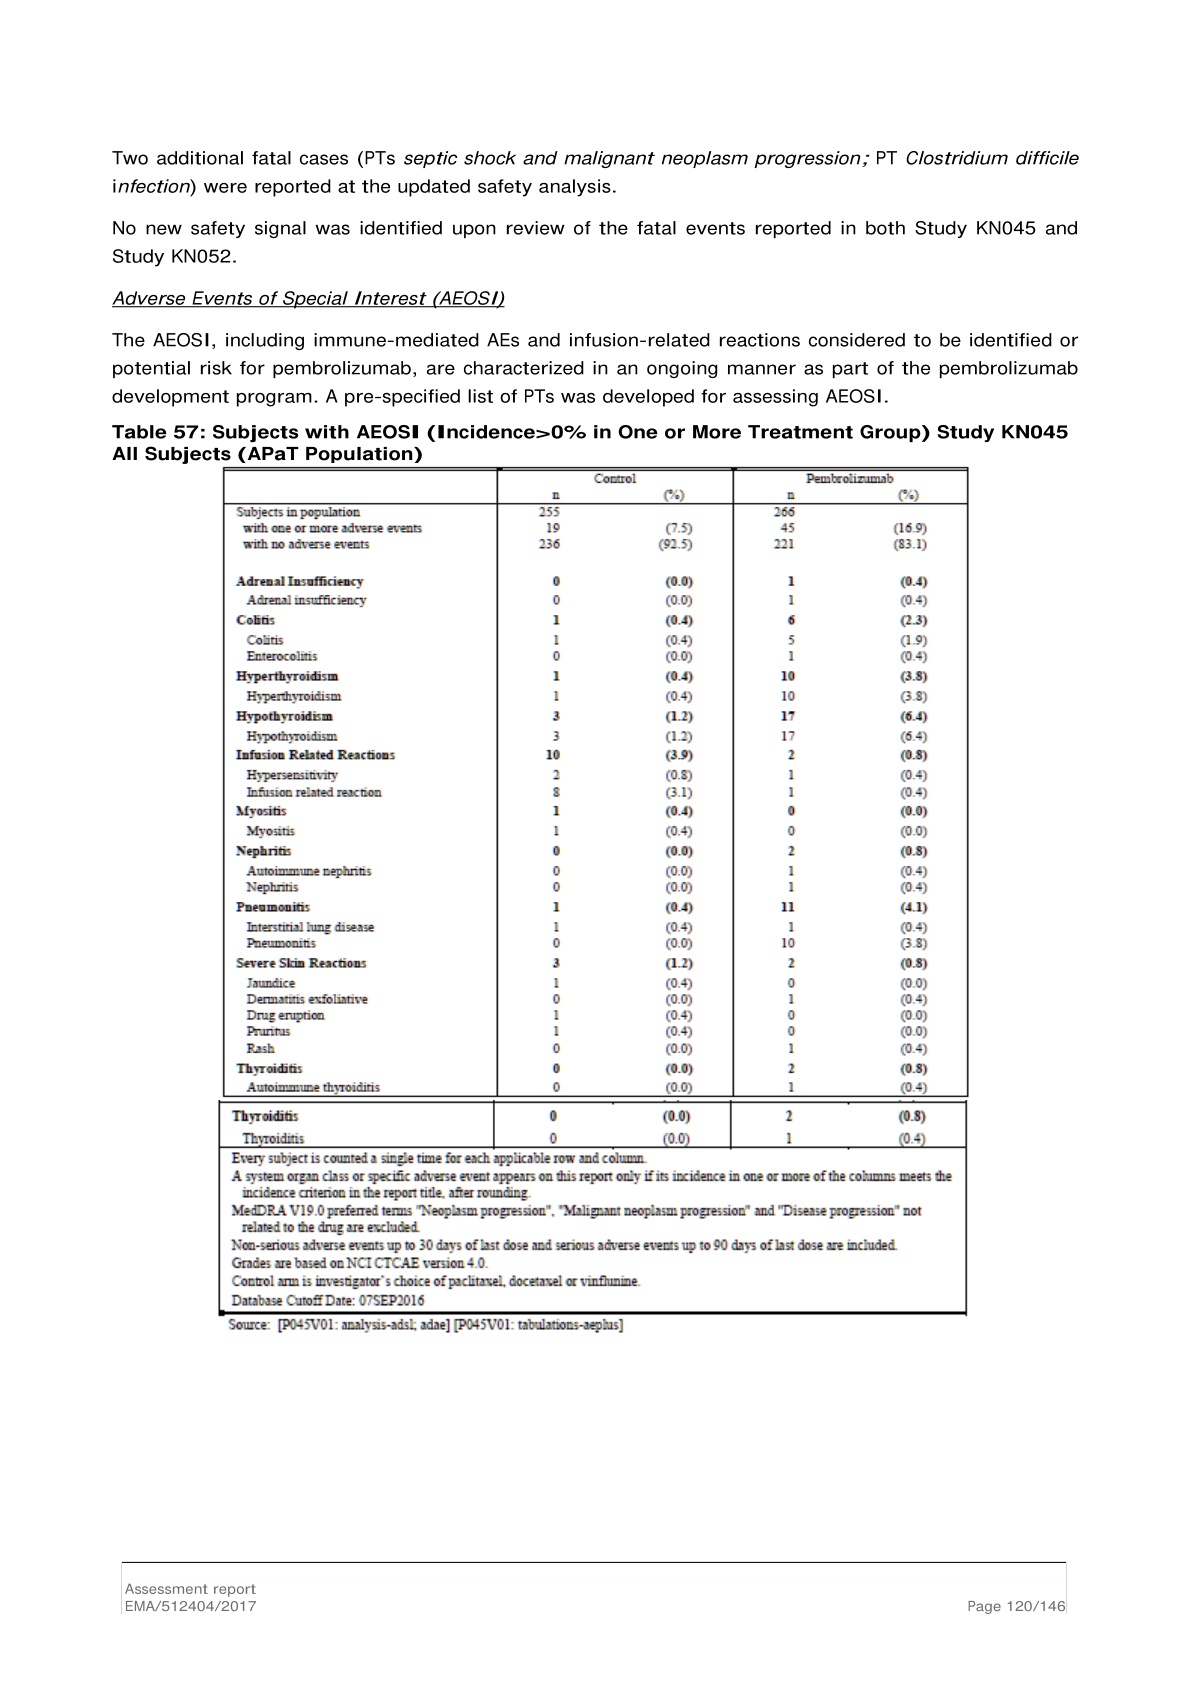 Two additional fatal cases (PTs septic shock and malignant neoplasm progression; PT Clostridium difficile
infection) were reported at the updated safety analysis.
No new safety signal was identified upon review of the fatal events reported in both Study KN045 and
Study KN052.
Adverse Events of Special Interest (AEOSI)
The AEOSI, including immune-mediated AEs and infusion-related reactions considered to be identified or
potential risk for pembrolizumab, are characterized in an ongoing manner as part of the pembrolizumab
development program. A pre-specified list of PTs was developed for assessing AEOSI.
Table 57: Subjects with AEOSI (Incidence>0% in One or More Treatment Group) Study KN045
All Subjects (APaT Population)
Control Pembrolizumab
n (%) n (%)
Subjects in population 255 266
with one or more adverse events 19 (7.5) 45 (16.9)
with no adverse events 236 (92.5) 221 (83.1)
Adrenal Insufficiency 0 (0.0) 1 (0.4)
Adrenal insufficiency 0 (0.0) 1 (0.4)
Colitis 1 (0.4) 6 (2.3)
Colitis 1 (0.4) 5 (1.9)
Enterocolitis 0 (0.0) 1 (0.4)
Hyperthyroidism 1 (0.4) 10 (3.8)
Hyperthyroidism 1 (0.4) 10 (3.8)
Hypothyroidism 3 (1.2) 17 (6.4)
Hypothyroidism 3 (1.2) 17 (6.4)
Infusion Related Reactions 10 (3.9) 2 (0.8)
Hypersensitivity 2 (0.8) 1 (0.4)
Infusion related reaction 8 (3.1) 1 (0.4)
Myositis 1 (0.4) 0 (0.0)
Myositis 1 (0.4) 0 (0.0)
Nephritis 0 (0.0) 2 (0.8)
Autoimmune nephritis 0 (0.0) 1 (0.4)
Nephritis 0 (0.0) 1 (0.4)
Pneumonitis 1 (0.4) 11 (4.1)
Interstitial lung disease 1 (0.4) 1 (0.4)
Pneumonitis 0 (0.0) 10 (3.8)
Severe Skin Reactions 3 (1.2) 2 (0.8)
Jaundice 1 (0.4) 0 (0.0)
Dermatitis exfoliative 0 (0.0) 1 (0.4)
Drug eruption 1 (0.4) 0 (0.0)
Pruritus 1 (0.4) 0 (0.0)
Rash 0 (0.0) 1 (0.4)
Thyroiditis 0 (0.0) 2 (0.8)
Autoimmune thyroiditis 0 (0.0) 1 (0.4)
Thyroiditis 0 (0.0) 2 (0.8)
Thyroiditis 0 (0.0) 1 (0.4)
Every subject is counted a single time for each applicable row and column.
A system organ class or specific adverse event appears on this report only if its incidence in one or more of the columns meets the
incidence criterion in the report title, after rounding.
MedDRA V19.0 preferred terms "Neoplasm progression", "Malignant neoplasm progression" and "Disease progression" not
related to the drug are excluded.
Non-serious adverse events up to 30 days of last dose and serious adverse events up to 90 days of last dose are included.
Grades are based on NCI CTCAE version 4.0.
Control arm is investigator's choice of paclitaxel, docetaxel or vinflunine.
Database Cutoff Date: 07SEP2016
Source: [P045V01: analysis-adsl; adae] [P045V01: tabulations-aeplus]
Assessment report
EMA/512404/2017 Page 120/146